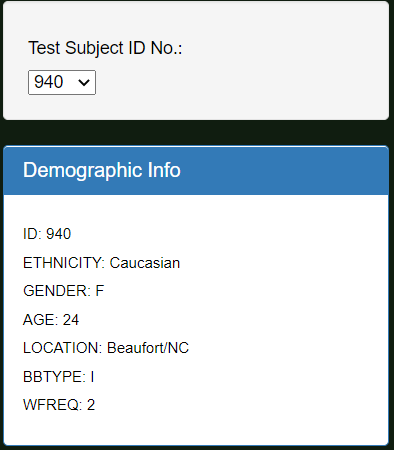 Test Subject ID No.:
940
Demographic Info
ID: 940
ETHNICITY: Caucasian
GENDER: F
AGE: 24
LOCATION: Beaufort/NC
BBTYPE: I
WFREQ: 2